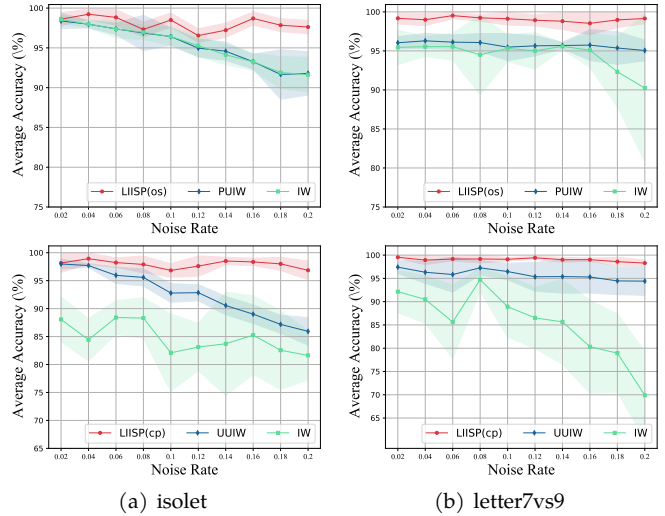 100
95
90
85
80
75
Average Accuracy (\%)
LIISP(os) PUIW IW
0.02 0.04 0.06 0.08 0.1 0.12 0.14 0.16 0.18 0.2
Noise Rate
100
95
90
85
80
75
Average Accuracy (\%)
LIISP(os) PUIW IW
0.02 0.04 0.06 0.08 0.1 0.12 0.14 0.16 0.18 0.2
Noise Rate
100
95
90
85
80
75
70
65
Average Accuracy (\%)
LIISP(cp) UUIW IW
0.02 0.04 0.06 0.08 0.1 0.12 0.14 0.16 0.18 0.2
Noise Rate
100
95
90
85
80
75
70
65
Average Accuracy (\%)
LIISP(cp) UUIW IW
0.02 0.04 0.06 0.08 0.1 0.12 0.14 0.16 0.18 0.2
Noise Rate
(a) isolet
(b) letter7vs9